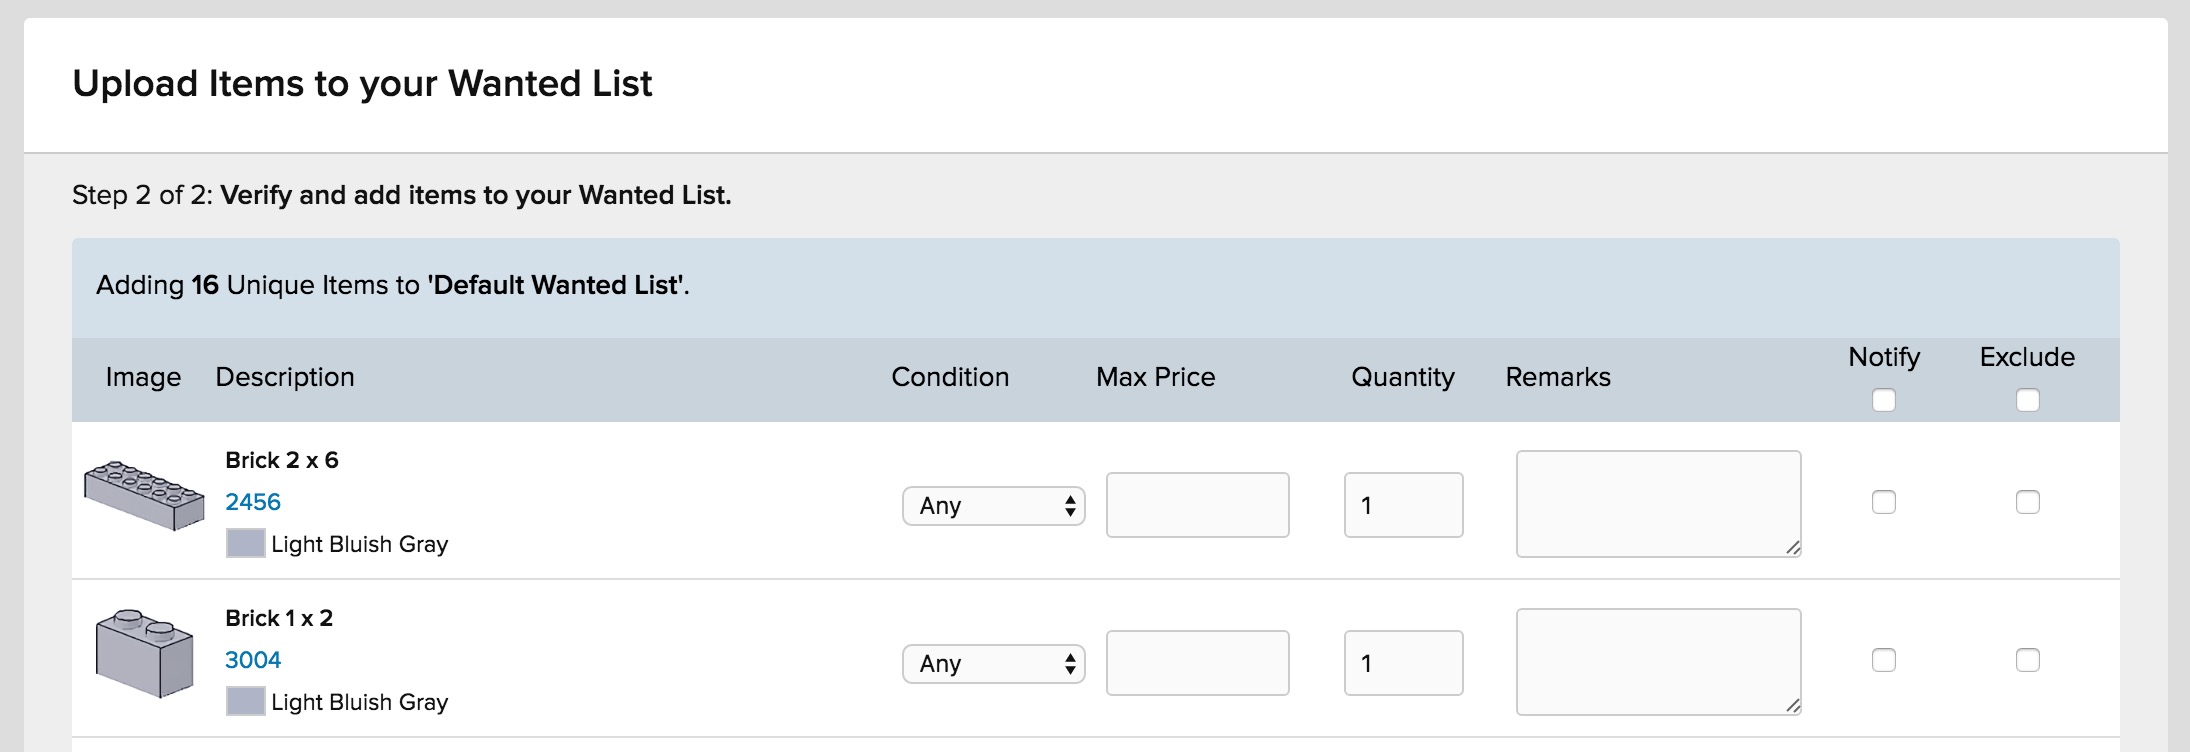 Upload Items to your Wanted List
Step 2 of 2: Verify and add items to your Wanted List.
Adding 16 Unique Items to 'Default Wanted List'.
Image Description Condition Max Price Quantity Remarks Notify Exclude
Brick 2 x 6
2456
Any 1
Light Bluish Gray
Brick 1 x 2
3004
Any 1
Light Bluish Gray